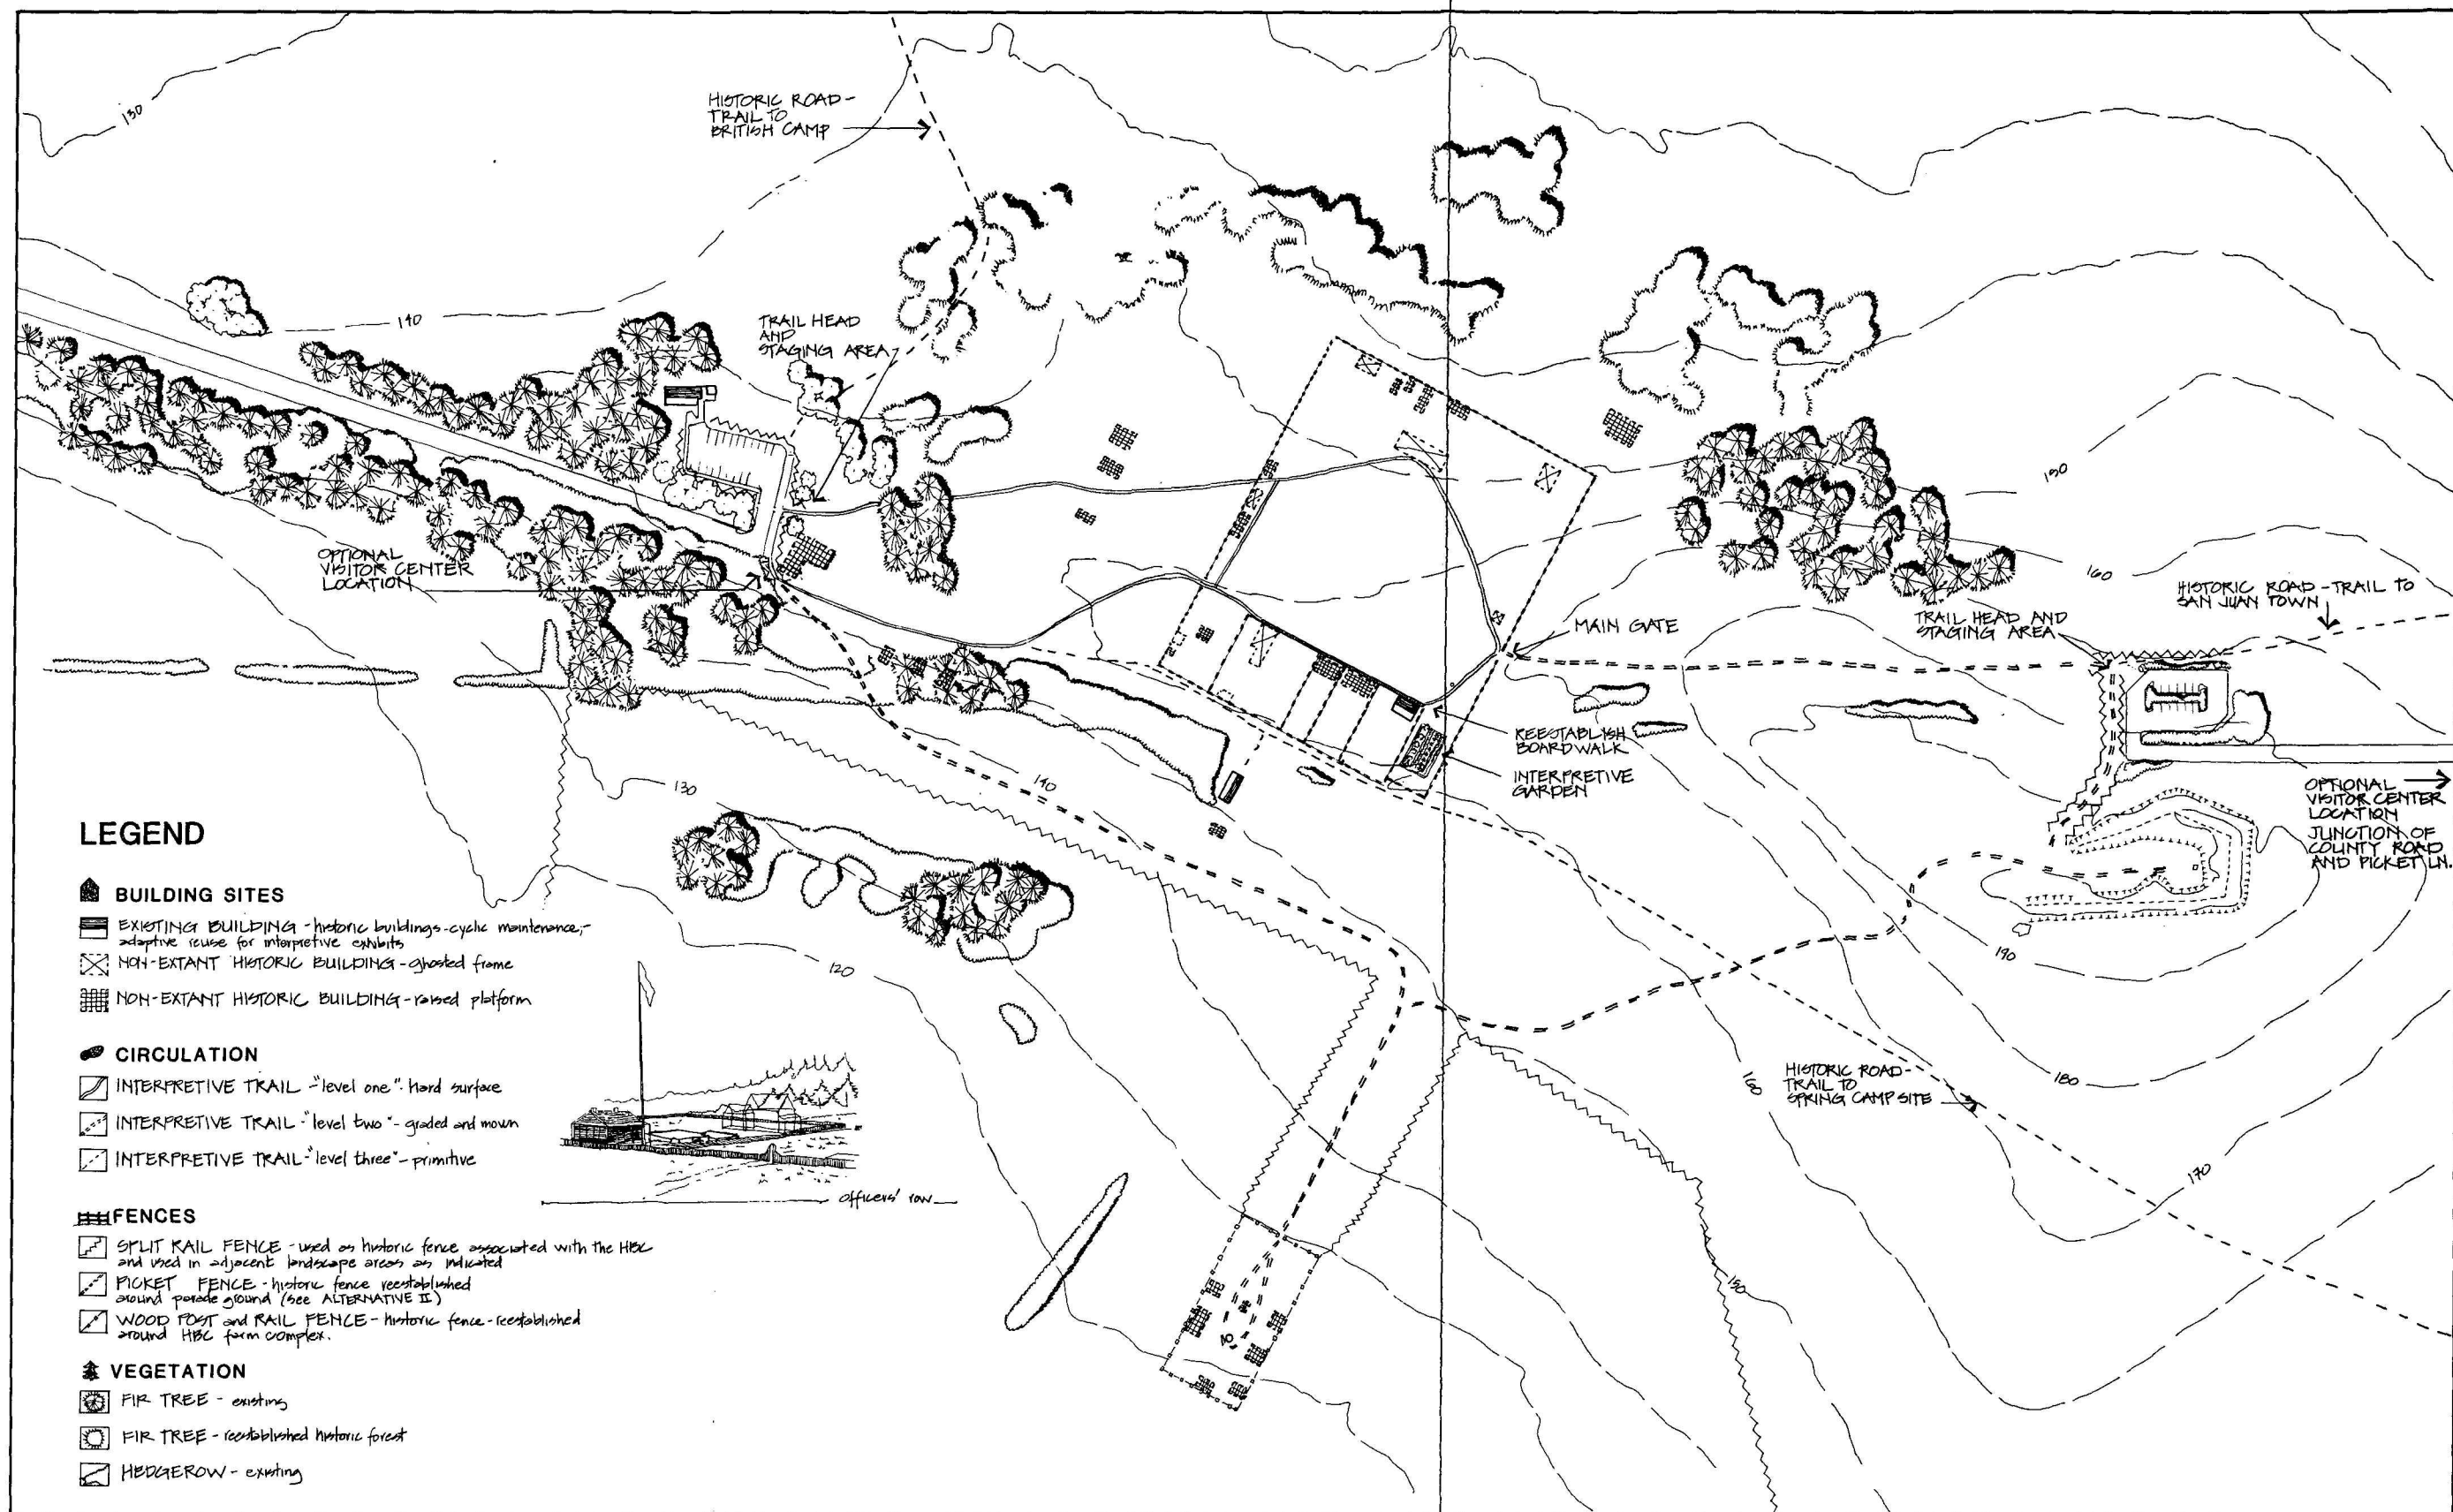 130
HISTORIC ROAD-
TRAIL TO
BRITISH CAMP
140
TRAIL HEAD
AND
STAGING AREA
OPTIONAL
VISITOR CENTER
LOCATION
150
160
HISTORIC ROAD-TRAIL TO
SAN JUAN TOWN
TRAIL HEAD AND
STAGING AREA
MAIN GATE
REESTABLISH
BOARDWALK
INTERPRETIVE
GARDEN
OPTIONAL
VISITOR CENTER
LOCATION
JUNCTION OF
COUNTY ROAD
AND PICKET LN.
140
130
120
190
180
170
160
150
HISTORIC ROAD-
TRAIL TO
SPRING CAMP SITE
LEGEND
BUILDING SITES
EXISTING BUILDING - historic buildings-cyclic maintenance,-
adaptive reuse for interpretive exhibits
NON-EXTANT HISTORIC BUILDING - ghosted frame
NON-EXTANT HISTORIC BUILDING - raised platform
CIRCULATION
INTERPRETIVE TRAIL - "level one" - hard surface
INTERPRETIVE TRAIL - "level two" - graded and mown
INTERPRETIVE TRAIL - "level three" - primitive
officers' row
FENCES
SPLIT RAIL FENCE - used as historic fence associated with the HBC
and used in adjacent landscape areas as indicated
PICKET FENCE - historic fence reestablished
around parade ground (see ALTERNATIVE II)
WOOD POST and RAIL FENCE - historic fence - reestablished
around HBC farm complex.
VEGETATION
FIR TREE - existing
FIR TREE - reestablished historic forest
HEDGEROW - existing